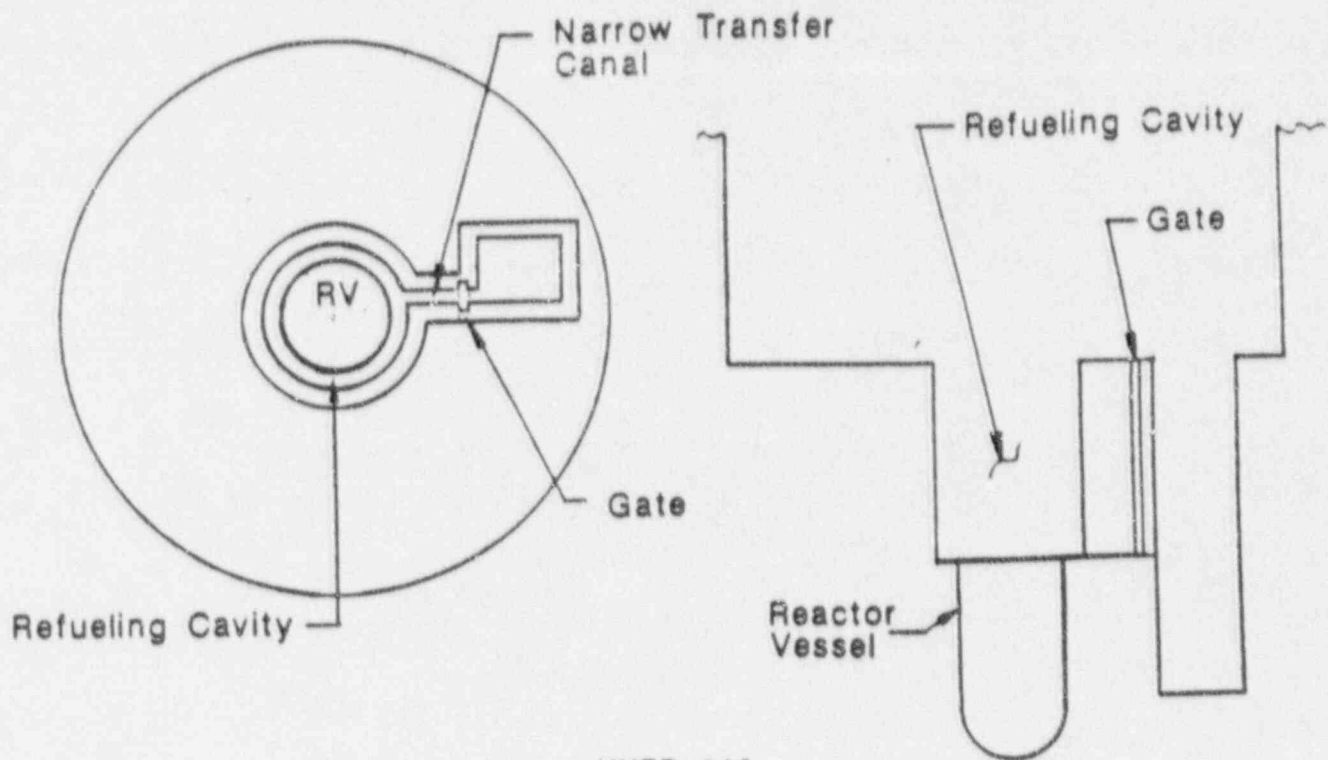 Narrow Transfer
Canal
RV
Gate
Refueling Cavity
Refueling Cavity
Gate
Reactor
Vessel